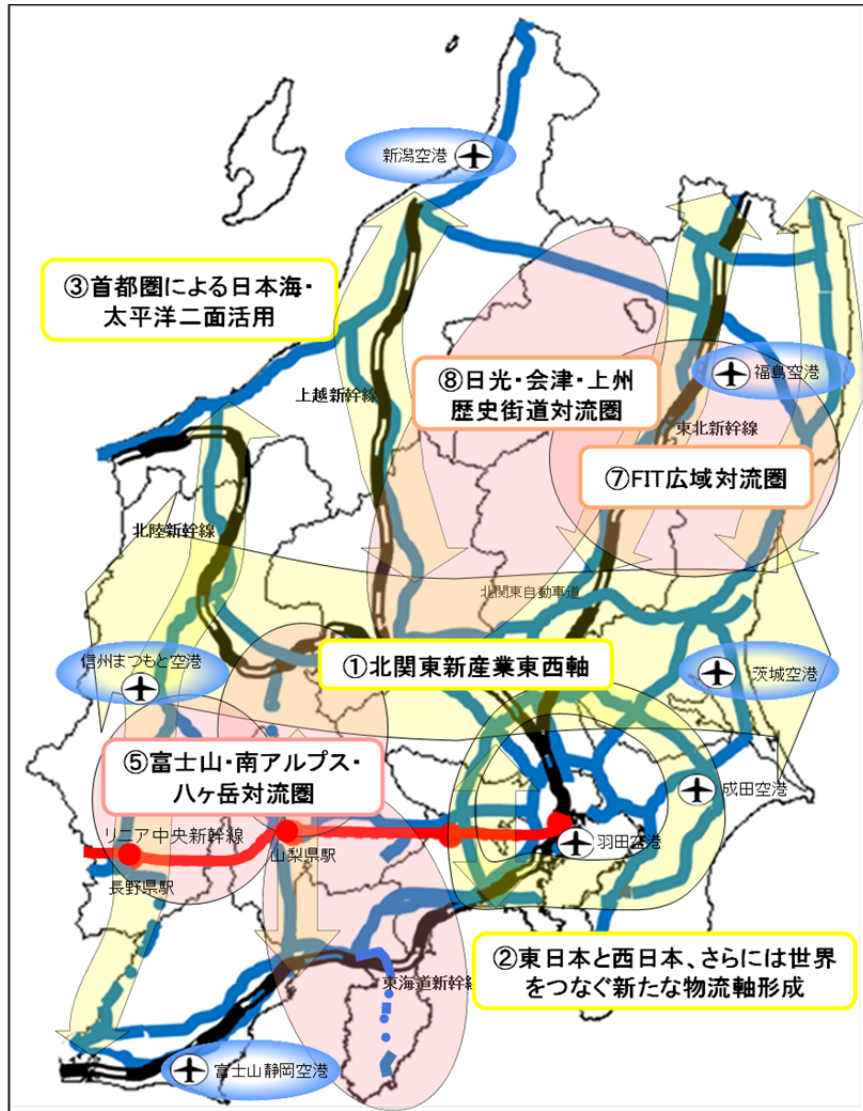 新潟空港
③首都圏による日本海・
太平洋二面活用
上越新幹線
⑧日光・会津・上州
歴史街道対流圏
福島空港
東北新幹線
⑦FIT広域対流圏
北陸新幹線
北関東自動車道
信州まつもと空港
①北関東新産業東西軸
茨城空港
⑤富士山・南アルプス・
八ヶ岳対流圏
成田空港
リニア中央新幹線
山梨県駅
羽田空港
長野県駅
②東日本と西日本、さらには世界
をつなぐ新たな物流軸形成
東海道新幹線
富士山静岡空港